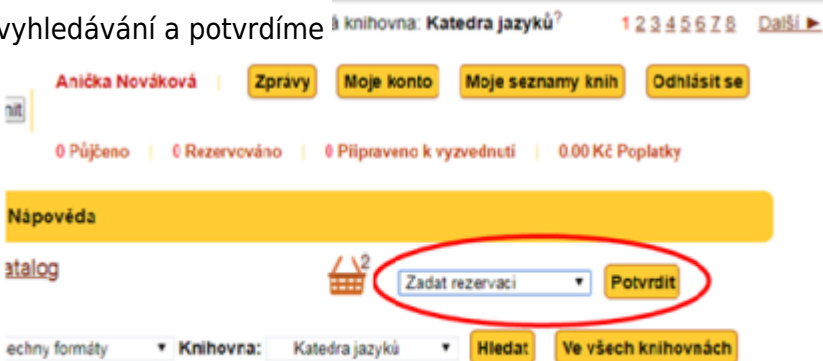 vyhledávání a potvrdíme
á knihovna: Katedra jazyků? 1 2 3 4 5 6 7 8 Další ►
Anička Nováková | Zprávy Moje konto Moje seznamy knih Odhlásit se
nit
0 Půjčeno | 0 Rezervováno | 0 Připraveno k vyzvednutí | 0.00 Kč Poplatky
Nápověda
atalog 2 Zadat rezervaci ▼ Potvrdit
echny formáty ▼ Knihovna: Katedra jazyků ▼ Hledat Ve všech knihovnách